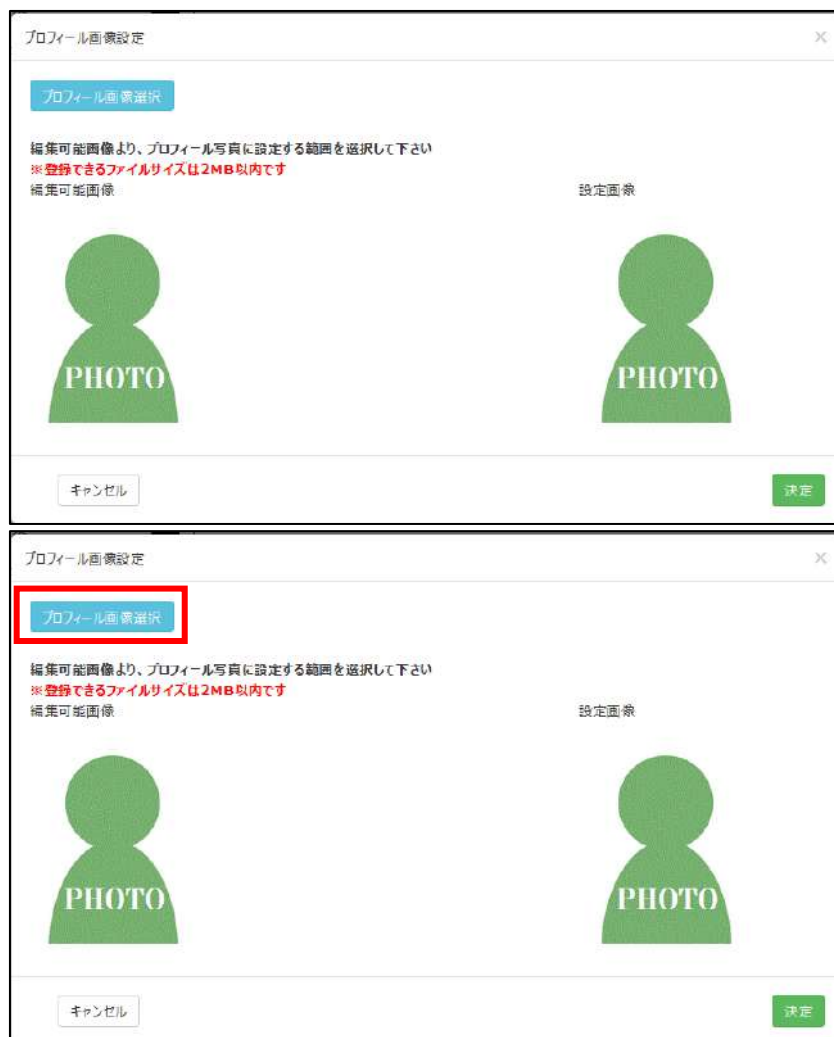 プロフィール画像設定 ×
プロフィール画像選択
編集可能画像より、プロフィール写真に設定する範囲を選択して下さい
※登録できるファイルサイズは2MB以内です
編集可能画像 設定画像
PHOTO PHOTO
キャンセル 決定
プロフィール画像設定 ×
プロフィール画像選択
編集可能画像より、プロフィール写真に設定する範囲を選択して下さい
※登録できるファイルサイズは2MB以内です
編集可能画像 設定画像
PHOTO PHOTO
キャンセル 決定